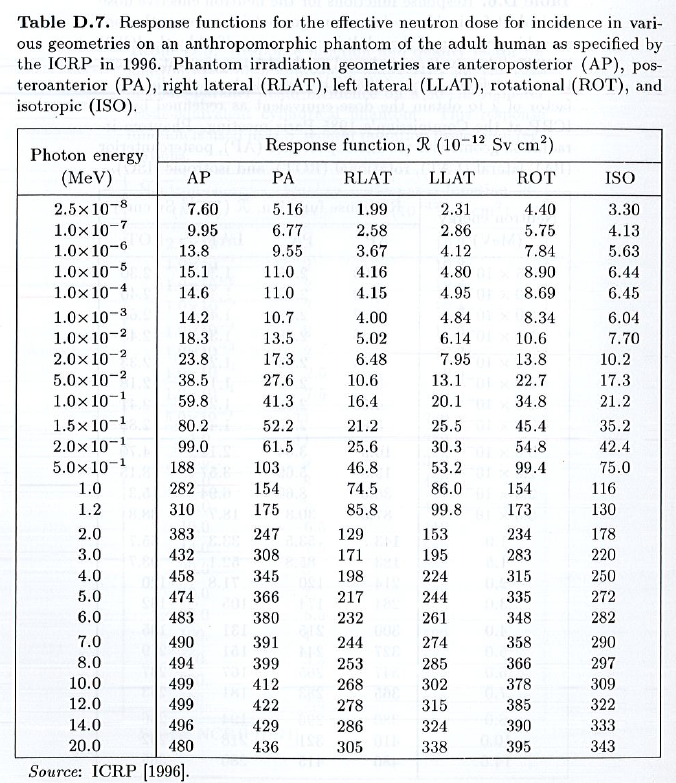 Table D.7. Response functions for the effective neutron dose for incidence in vari-
ous geometries on an anthropomorphic phantom of the adult human as specified by
the ICRP in 1996. Phantom irradiation geometries are anteroposterior (AP), pos-
teroanterior (PA), right lateral (RLAT), left lateral (LLAT), rotational (ROT), and
isotropic (ISO).
Photon energy (MeV) Response function, ℛ (10⁻¹² Sv cm²)
AP PA RLAT LLAT ROT ISO
2.5×10⁻⁸ 7.60 5.16 1.99 2.31 4.40 3.30
1.0×10⁻⁷ 9.95 6.77 2.58 2.86 5.75 4.13
1.0×10⁻⁶ 13.8 9.55 3.67 4.12 7.84 5.63
1.0×10⁻⁵ 15.1 11.0 4.16 4.80 8.90 6.44
1.0×10⁻⁴ 14.6 11.0 4.15 4.95 8.69 6.45
1.0×10⁻³ 14.2 10.7 4.00 4.84 8.34 6.04
1.0×10⁻² 18.3 13.5 5.02 6.14 10.6 7.70
2.0×10⁻² 23.8 17.3 6.48 7.95 13.8 10.2
5.0×10⁻² 38.5 27.6 10.6 13.1 22.7 17.3
1.0×10⁻¹ 59.8 41.3 16.4 20.1 34.8 21.2
1.5×10⁻¹ 80.2 52.2 21.2 25.5 45.4 35.2
2.0×10⁻¹ 99.0 61.5 25.6 30.3 54.8 42.4
5.0×10⁻¹ 188 103 46.8 53.2 99.4 75.0
1.0 282 154 74.5 86.0 154 116
1.2 310 175 85.8 99.8 173 130
2.0 383 247 129 153 234 178
3.0 432 308 171 195 283 220
4.0 458 345 198 224 315 250
5.0 474 366 217 244 335 272
6.0 483 380 232 261 348 282
7.0 490 391 244 274 358 290
8.0 494 399 253 285 366 297
10.0 499 412 268 302 378 309
12.0 499 422 278 315 385 322
14.0 496 429 286 324 390 333
20.0 480 436 305 338 395 343
Source: ICRP [1996].